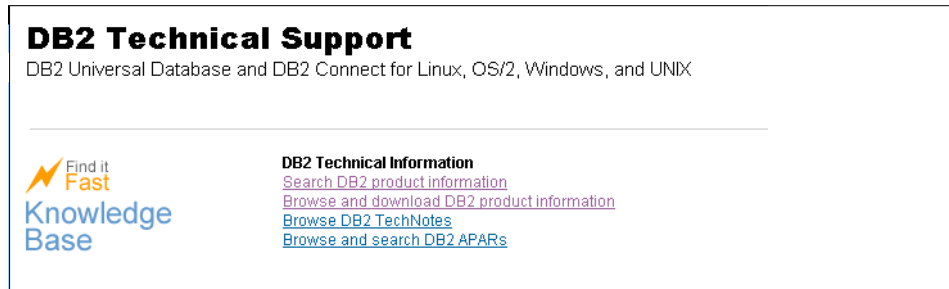 DB2 Technical Support
DB2 Universal Database and DB2 Connect for Linux, OS/2, Windows, and UNIX
Find it
Fast
Knowledge
Base
DB2 Technical Information
Search DB2 product information
Browse and download DB2 product information
Browse DB2 TechNotes
Browse and search DB2 APARs